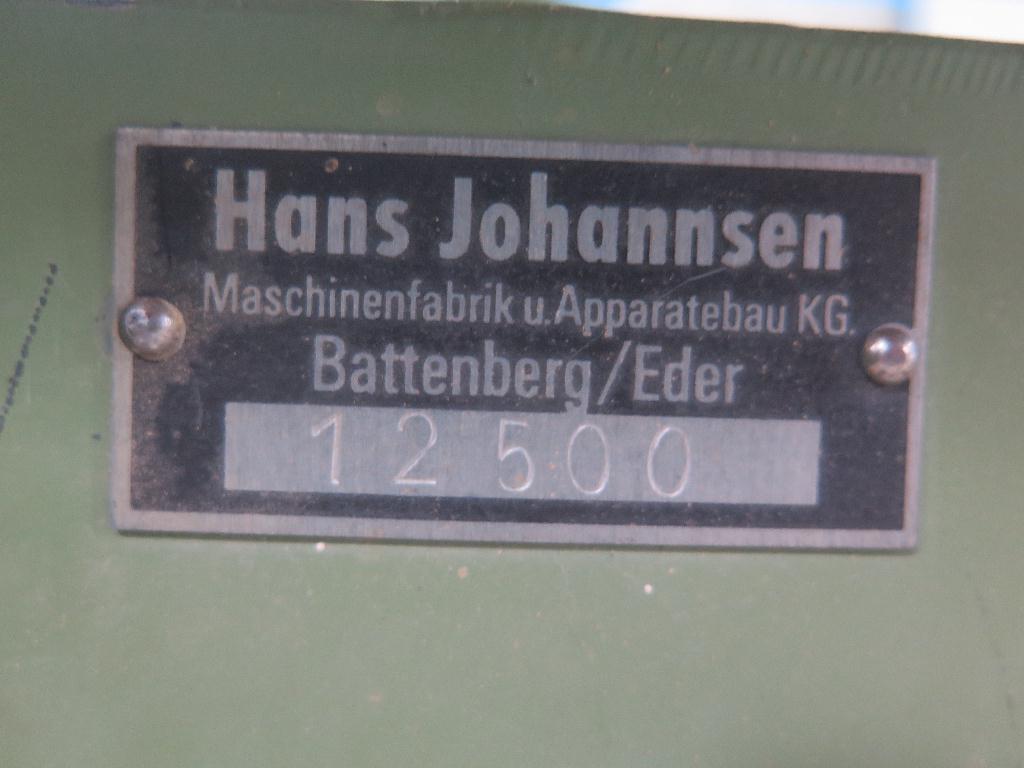 Hans Johannsen
Maschinenfabrik u. Apparatebau KG.
Battenberg/Eder
12500